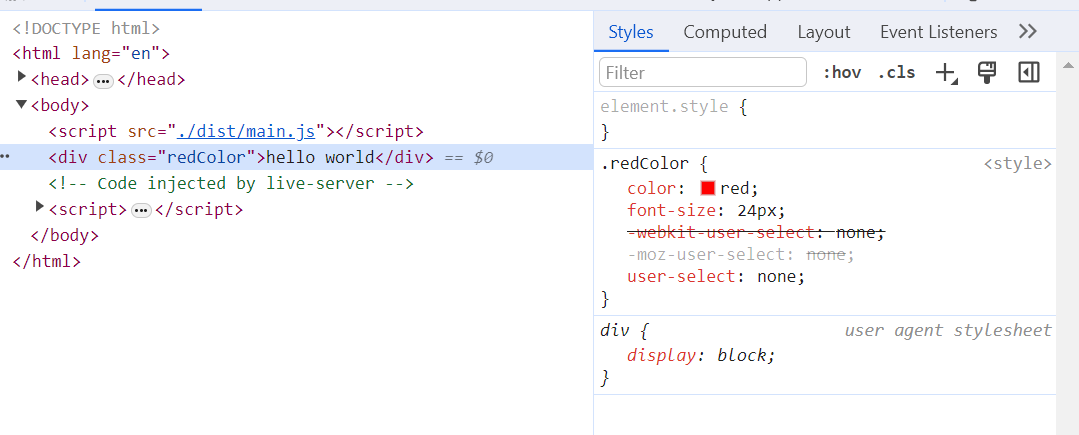 <!DOCTYPE html>
<html lang="en">
<head> ••• </head>
<body>
<script src="./dist/main.js"></script>
<div class="redColor">hello world</div> == $0
<!-- Code injected by live-server -->
<script> ••• </script>
</body>
</html>
Styles Computed Layout Event Listeners
Filter :hov .cls
element.style {
}
.redColor { <style>
color: red;
font-size: 24px;
-webkit-user-select: none;
-moz-user-select: none;
user-select: none;
}
div { user agent stylesheet
display: block;
}